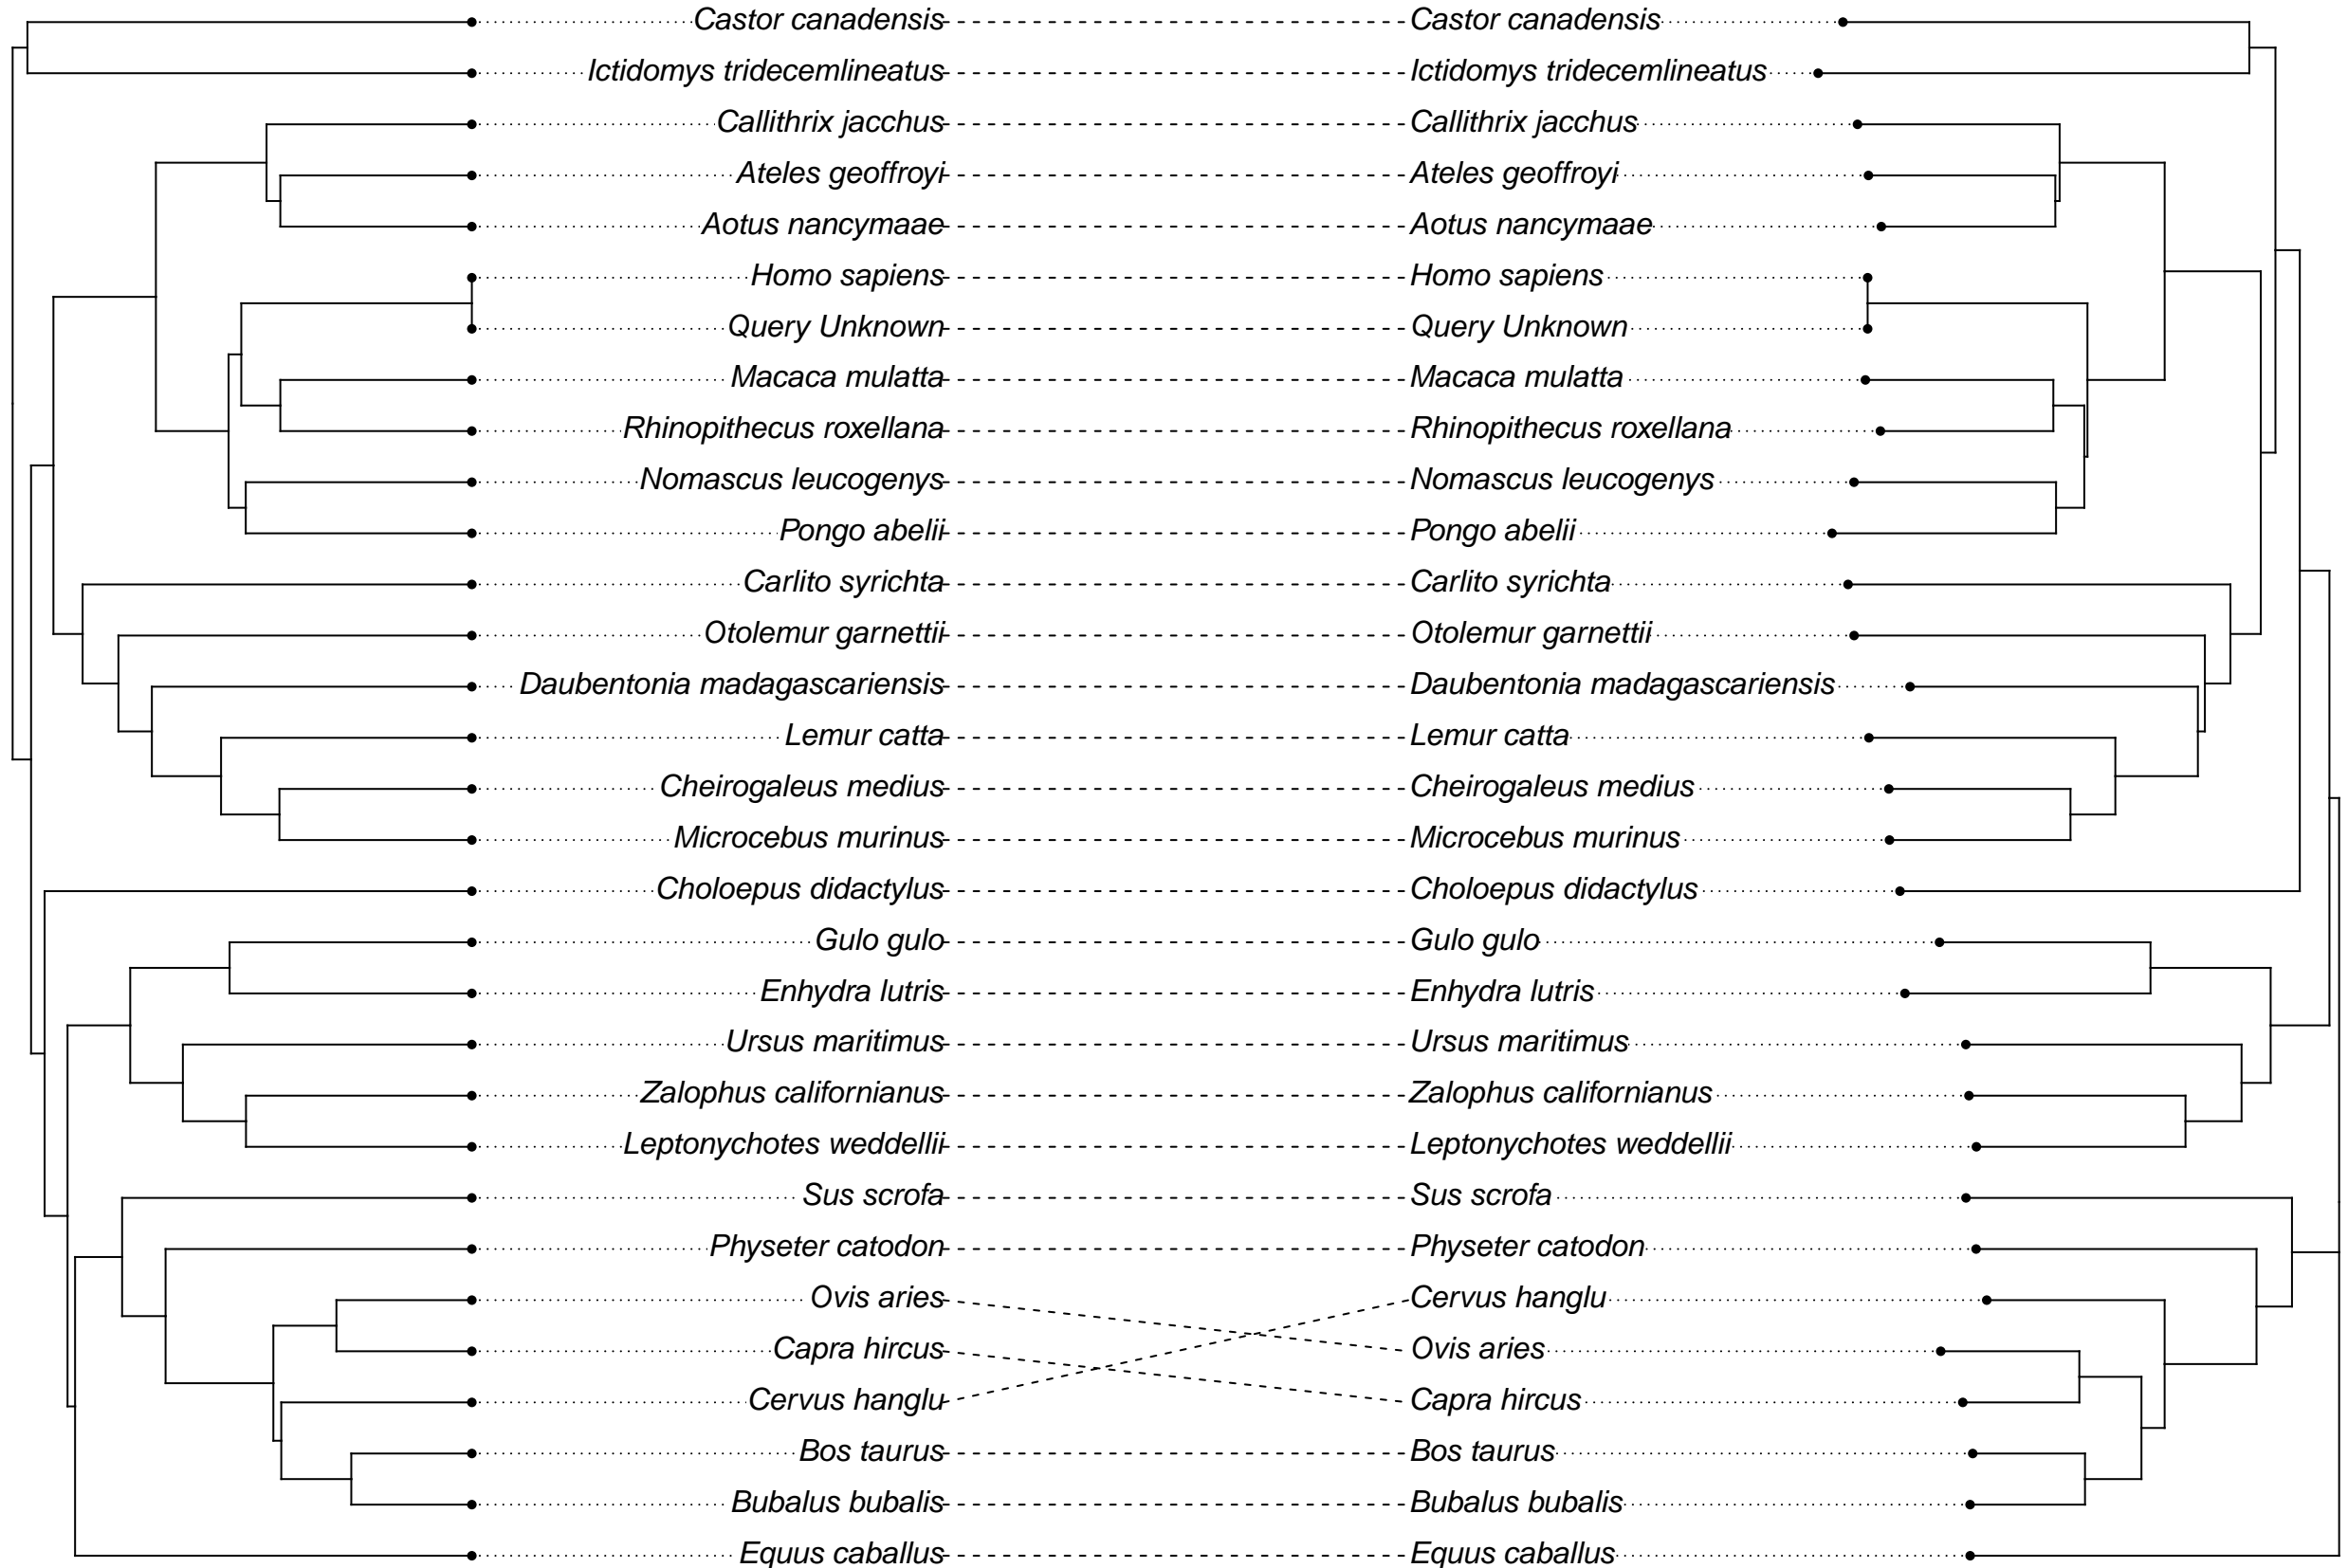 Castor canadensis Castor canadensis
Ictidomys tridecemlineatus Ictidomys tridecemlineatus
Callithrix jacchus Callithrix jacchus
Ateles geoffroyi Ateles geoffroyi
Aotus nancymaae Aotus nancymaae
Homo sapiens Homo sapiens
Query Unknown Query Unknown
Macaca mulatta Macaca mulatta
Rhinopithecus roxellana Rhinopithecus roxellana
Nomascus leucogenys Nomascus leucogenys
Pongo abelii Pongo abelii
Carlito syrichta Carlito syrichta
Otolemur garnettii Otolemur garnettii
Daubentonia madagascariensis Daubentonia madagascariensis
Lemur catta Lemur catta
Cheirogaleus medius Cheirogaleus medius
Microcebus murinus Microcebus murinus
Choloepus didactylus Choloepus didactylus
Gulo gulo Gulo gulo
Enhydra lutris Enhydra lutris
Ursus maritimus Ursus maritimus
Zalophus californianus Zalophus californianus
Leptonychotes weddellii Leptonychotes weddellii
Sus scrofa Sus scrofa
Physeter catodon Physeter catodon
Ovis aries Cervus hanglu
Capra hircus Ovis aries
Cervus hanglu Capra hircus
Bos taurus Bos taurus
Bubalus bubalis Bubalus bubalis
Equus caballus Equus caballus